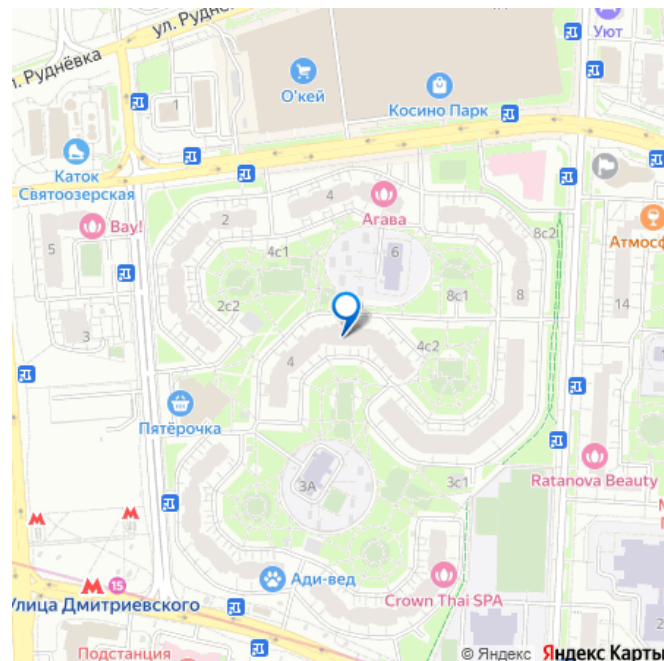 ул. Руднёвка
л. Руднёвка
Уют
1
О'кей
Косино Парк
Каток
Святоозерская
Вау!
2
4
Агава
5
4с1
6
8с2
Атмосф
2с2
8с1
8
14
3
4
4с2
Пятёрочка
3А
3с1
Ratanova Beauty
15
Ади-вед
Улица Дмитриевского
Crown Thai SPA
2
Подстанция
© Яндекс Яндекс Карты